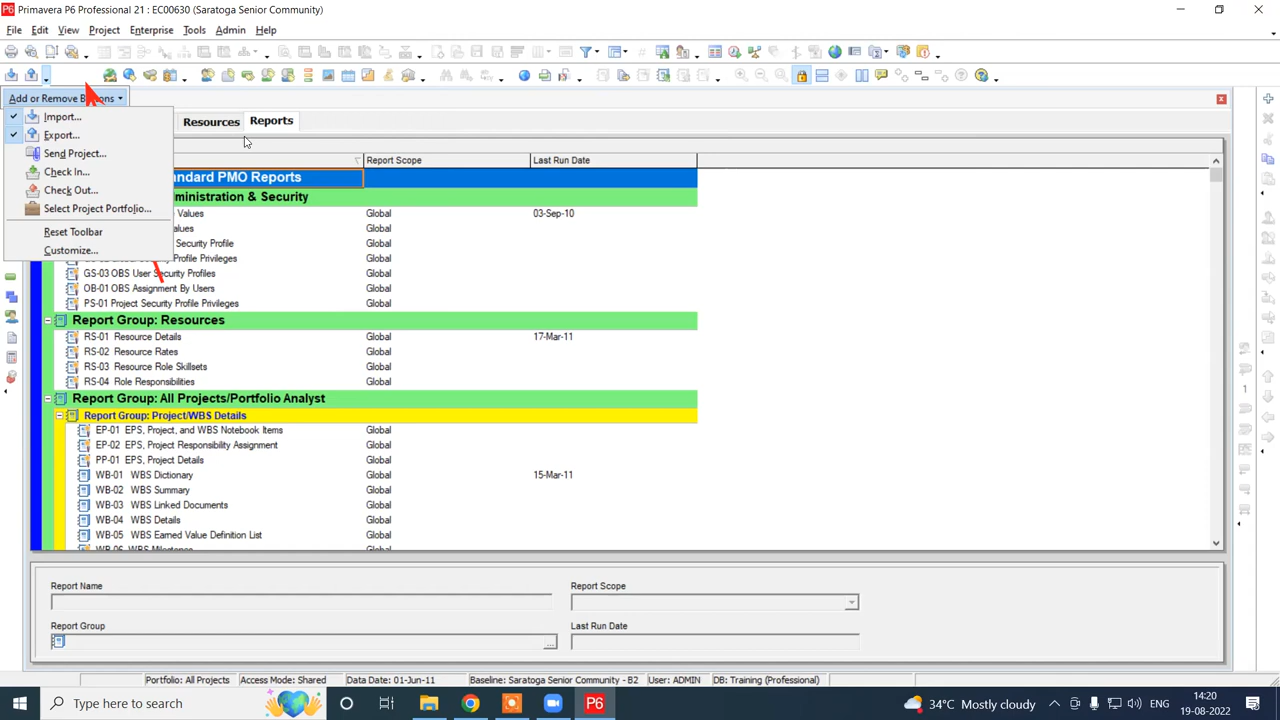 P6 Primavera P6 Professional 21 : EC00630 (Saratoga Senior Community)
File Edit View Project Enterprise Tools Admin Help
Add or Remove
Import...
Export...
Send Project...
Check In...
Check Out...
Select Project Portfolio...
Reset Toolbar
Customize...
Resources Reports
Report Scope Last Run Date
ndard PMO Reports
ministration & Security
Values Global 03-Sep-10
alues Global
Security Profile Global
Profile Privileges Global
GS-03 OBS User Security Profiles Global
OB-01 OBS Assignment By Users Global
PS-01 Project Security Profile Privileges Global
Report Group: Resources
RS-01 Resource Details Global 17-Mar-11
RS-02 Resource Rates Global
RS-03 Resource Role Skillsets Global
RS-04 Role Responsibilities Global
Report Group: All Projects/Portfolio Analyst
Report Group: Project/WBS Details
EP-01 EPS, Project, and WBS Notebook Items Global
EP-02 EPS, Project Responsibility Assignment Global
PP-01 EPS, Project Details Global
WB-01 WBS Dictionary Global 15-Mar-11
WB-02 WBS Summary Global
WB-03 WBS Linked Documents Global
WB-04 WBS Details Global
WB-05 WBS Earned Value Definition List Global
WB-06 WBS Milestones Global
Report Name Report Scope
Report Group Last Run Date
Portfolio: All Projects Access Mode: Shared Data Date: 01-Jun-11 Baseline: Saratoga Senior Community - B2 User: ADMIN DB: Training (Professional)
Type here to search
P6
34°C Mostly cloudy
14:20
19-08-2022